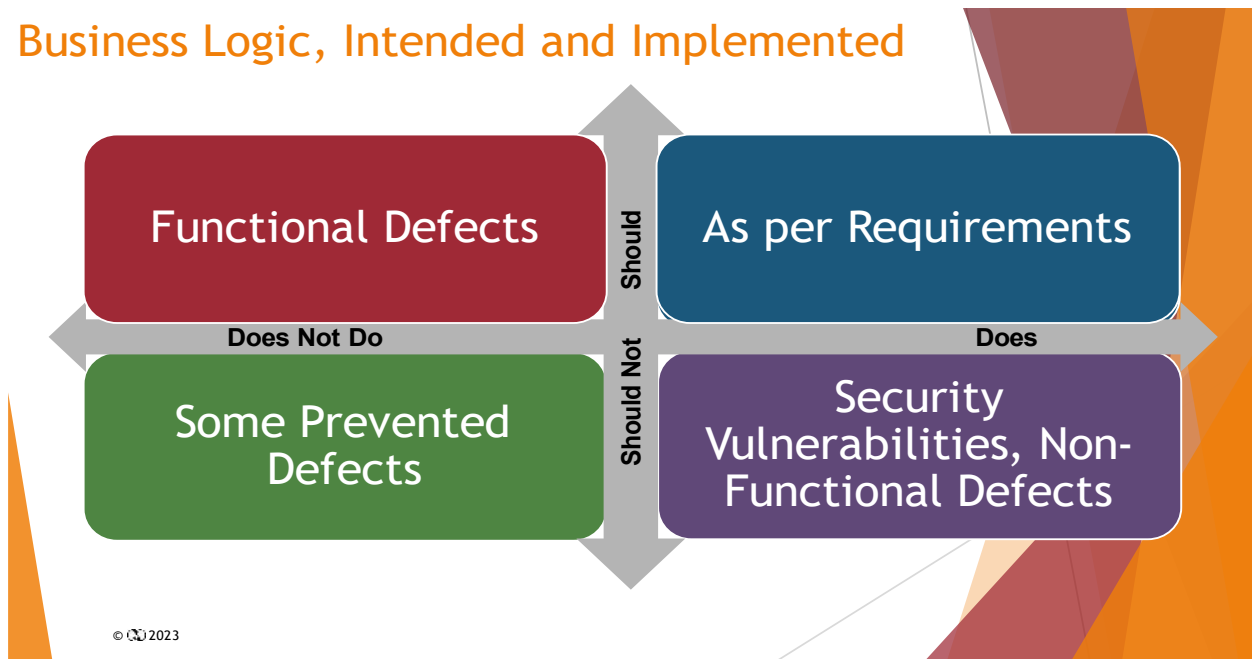 Business Logic, Intended and Implemented
Functional Defects
Should
As per Requirements
Does Not Do
Does
Some Prevented
Defects
Should Not
Security
Vulnerabilities, Non-
Functional Defects
© 2023